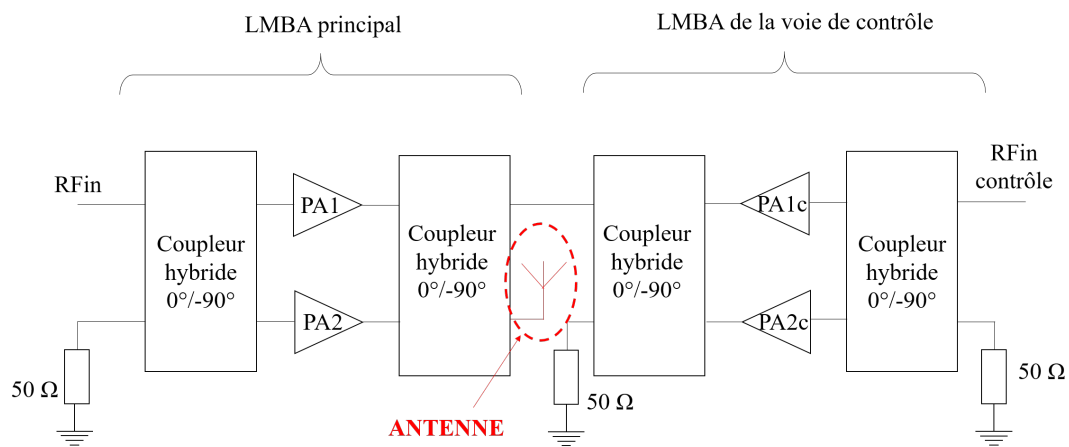 LMBA principal
LMBA de la voie de contrôle
RFin
PA1
PA2
Coupleur
hybride
0°/-90°
Coupleur
hybride
0°/-90°
Coupleur
hybride
0°/-90°
PA1c
PA2c
Coupleur
hybride
0°/-90°
RFin
contrôle
50 Ω
50 Ω
50 Ω
ANTENNE